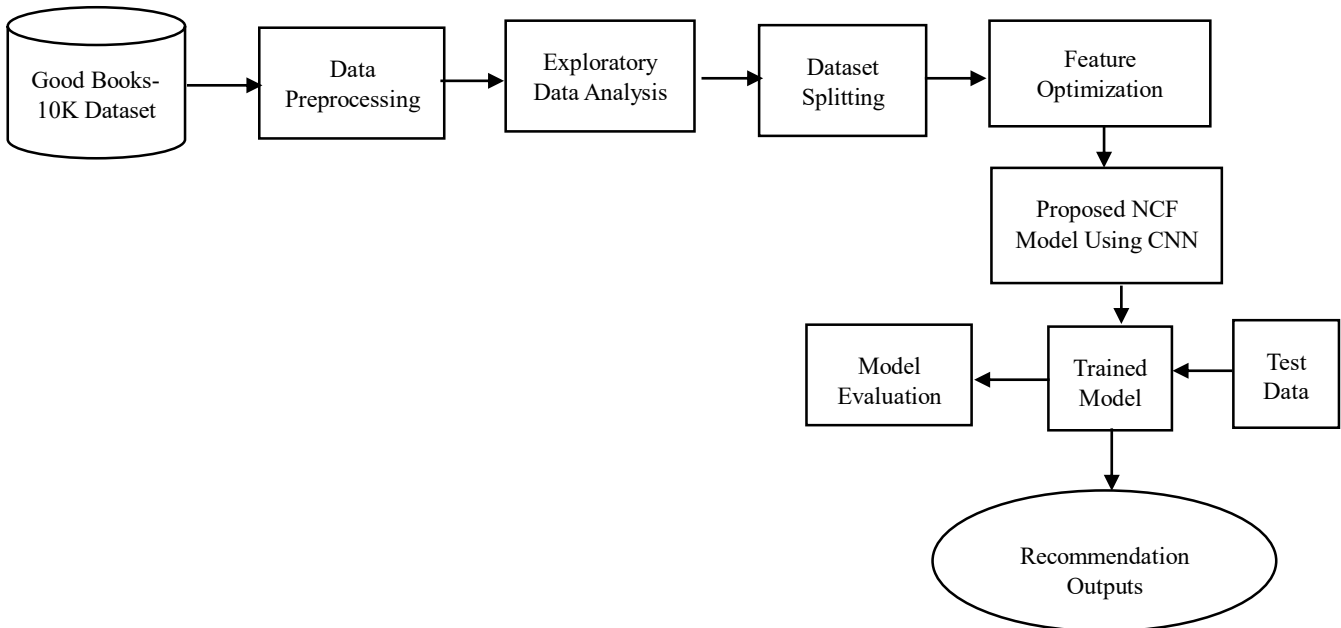 Good Books-
10K Dataset
Data
Preprocessing
Exploratory
Data Analysis
Dataset
Splitting
Feature
Optimization
Proposed NCF
Model Using CNN
Model
Evaluation
Trained
Model
Test
Data
Recommendation
Outputs